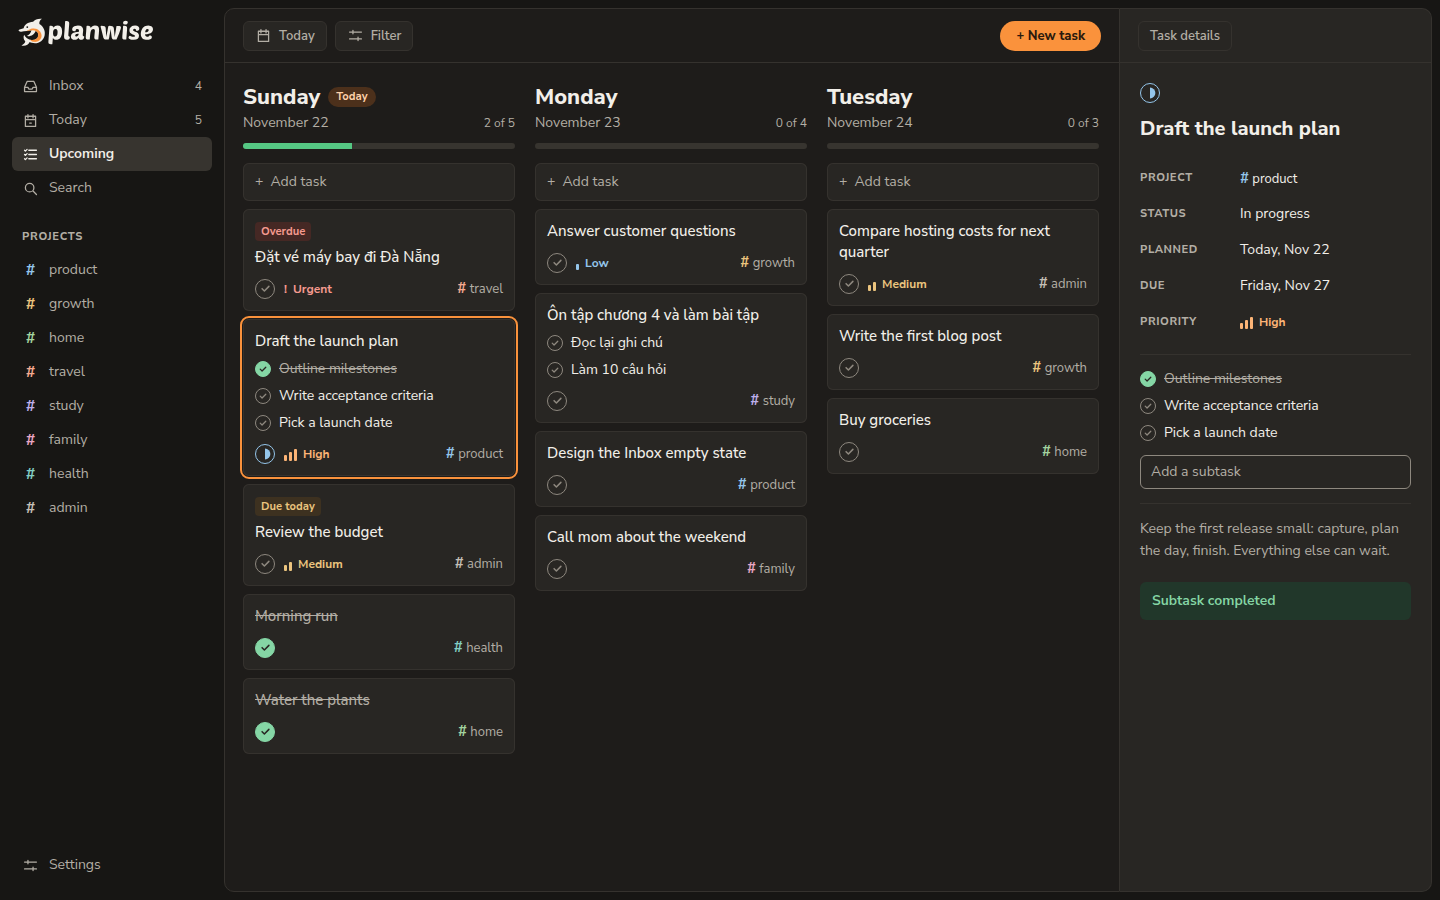 planwise
Inbox 4
Today 5
Upcoming
Search
PROJECTS
# product
# growth
# home
# travel
# study
# family
# health
# admin
Settings
Today
Filter
+ New task
Sunday Today
November 22 2 of 5
+ Add task
Overdue
Đặt vé máy bay đi Đà Nẵng
! Urgent # travel
Draft the launch plan
Outline milestones
Write acceptance criteria
Pick a launch date
High # product
Due today
Review the budget
Medium # admin
Morning run
# health
Water the plants
# home
Monday
November 23 0 of 4
+ Add task
Answer customer questions
Low # growth
Ôn tập chương 4 và làm bài tập
Đọc lại ghi chú
Làm 10 câu hỏi
# study
Design the Inbox empty state
# product
Call mom about the weekend
# family
Tuesday
November 24 0 of 3
+ Add task
Compare hosting costs for next
quarter
Medium # admin
Write the first blog post
# growth
Buy groceries
# home
Task details
Draft the launch plan
PROJECT # product
STATUS In progress
PLANNED Today, Nov 22
DUE Friday, Nov 27
PRIORITY High
Outline milestones
Write acceptance criteria
Pick a launch date
Add a subtask
Keep the first release small: capture, plan
the day, finish. Everything else can wait.
Subtask completed